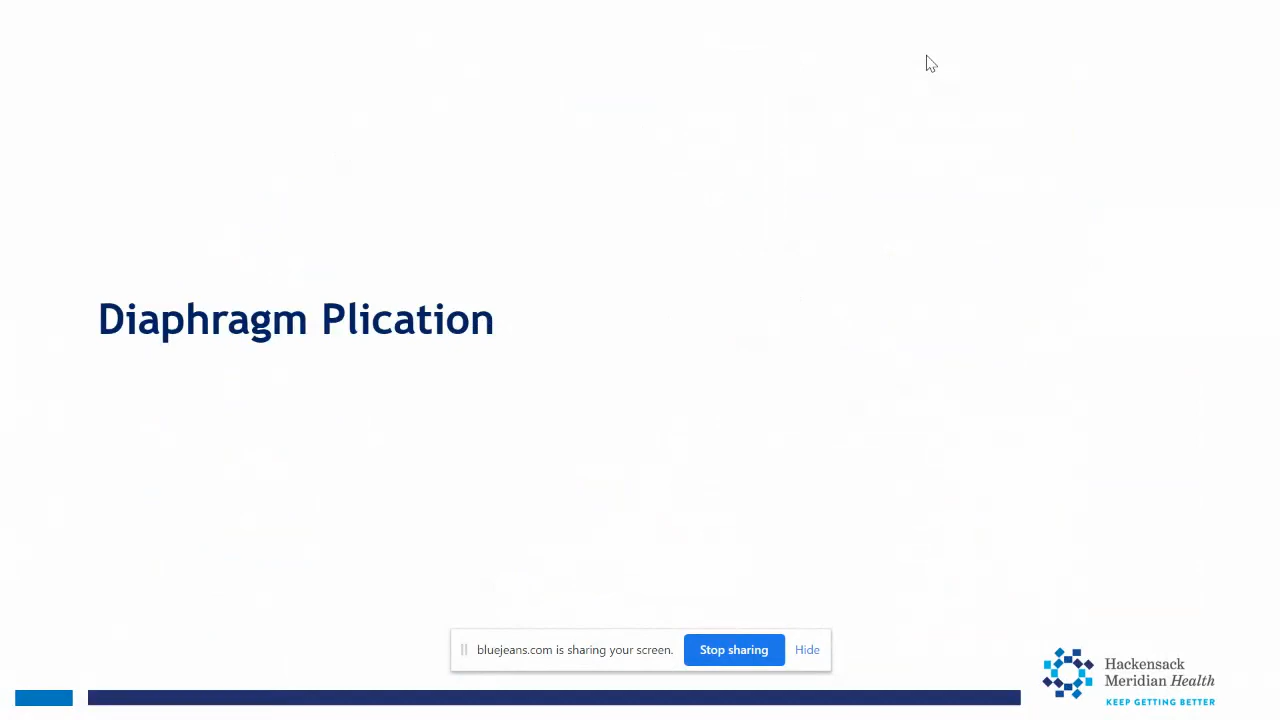 Diaphragm Plication
bluejeans.com is sharing your screen.
Stop sharing
Hide
Hackensack
Meridian Health
KEEP GETTING BETTER